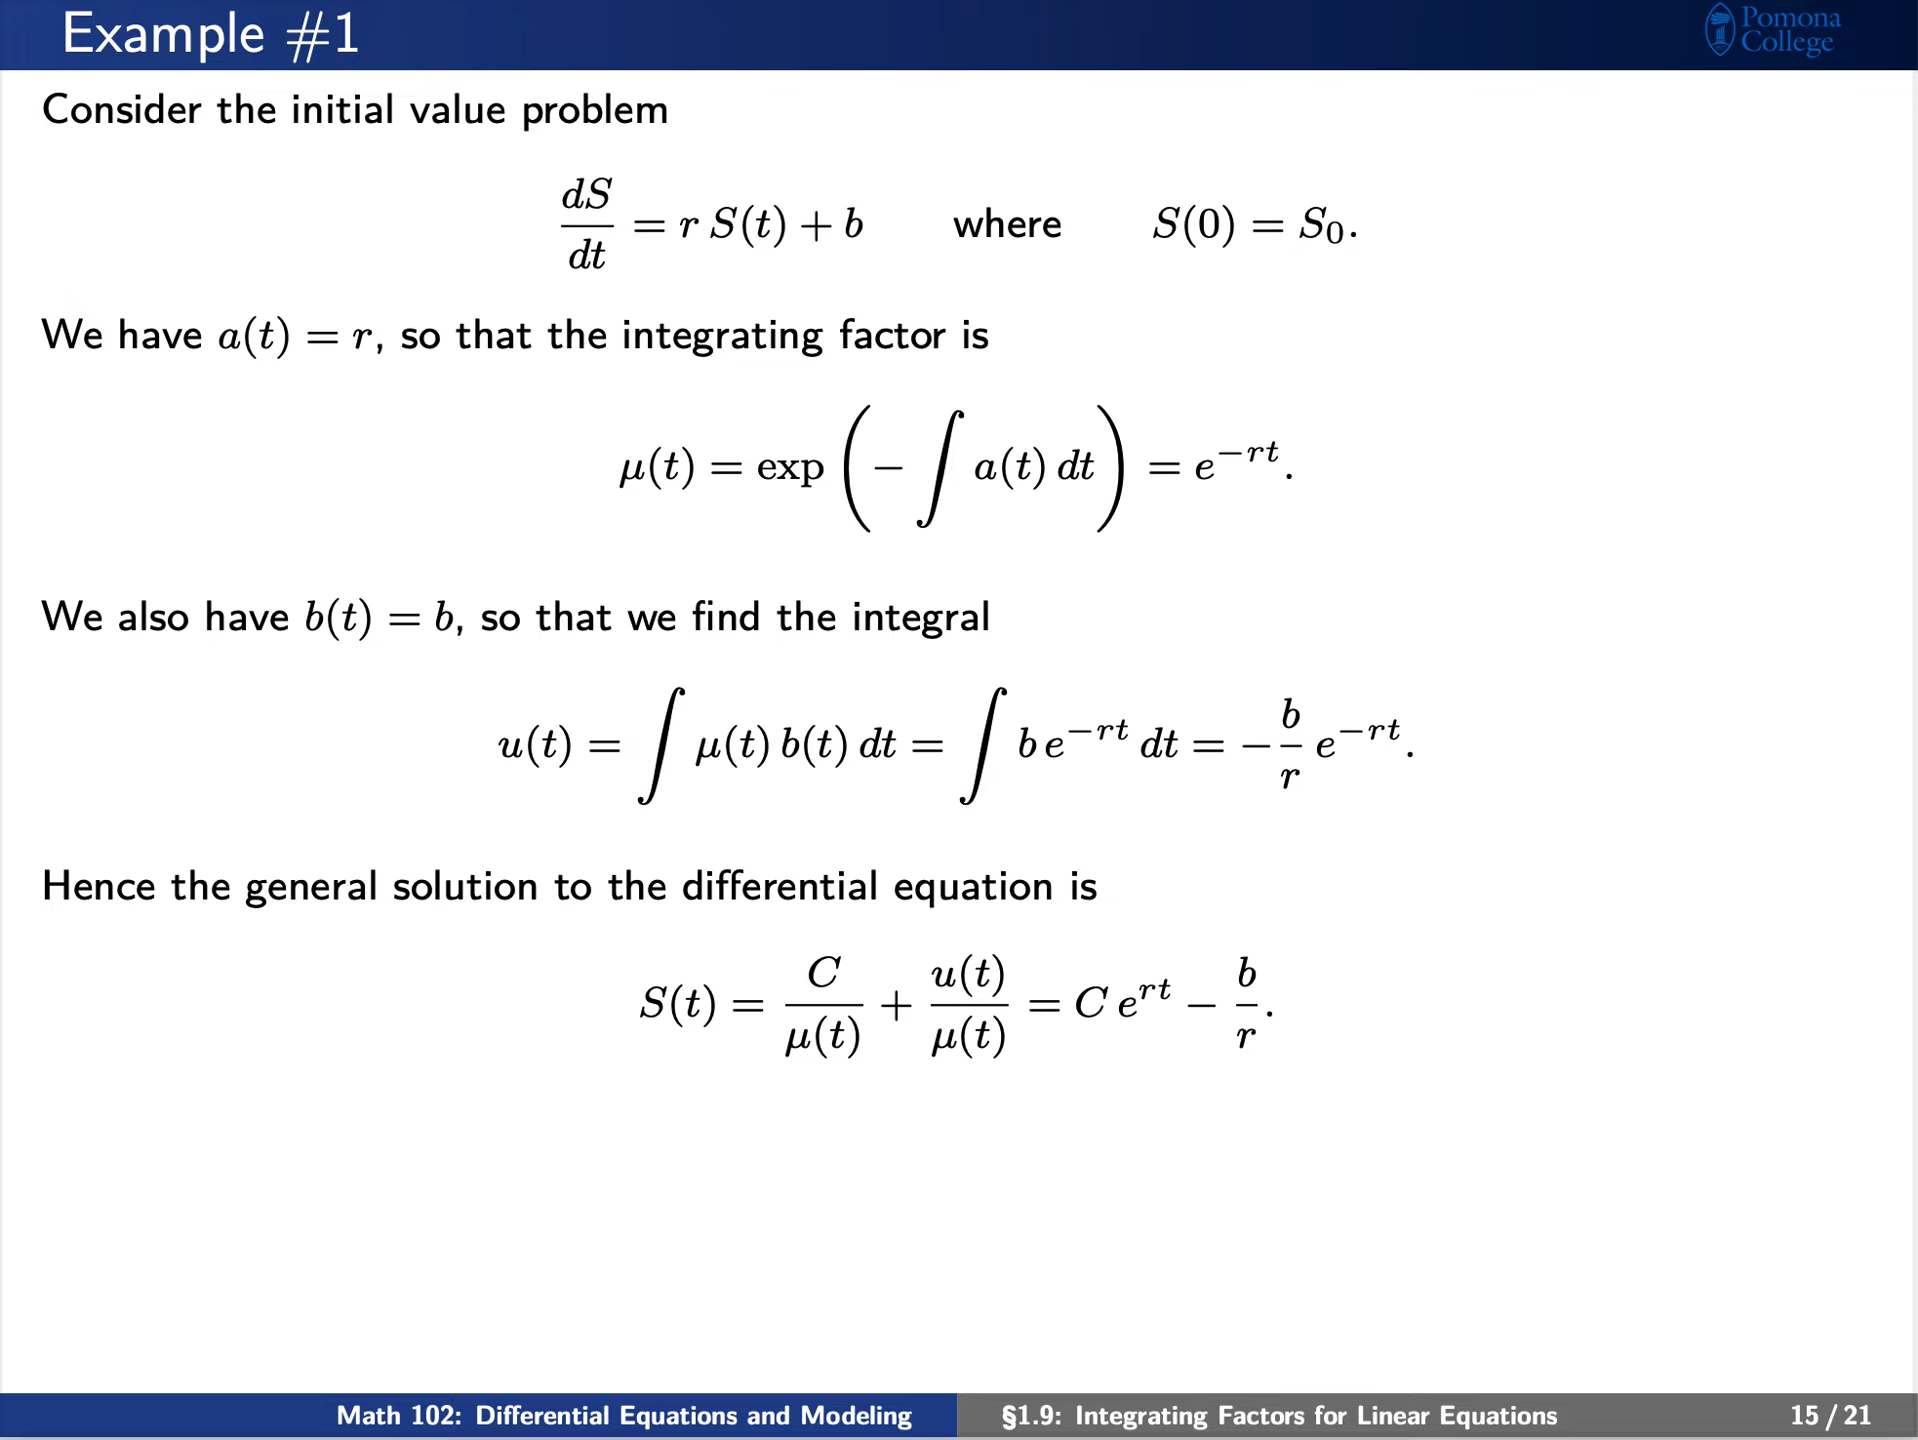 Example #1
Pomona
College
Consider the initial value problem
dS/dt = r S(t) + b where S(0) = S₀.
We have a(t) = r, so that the integrating factor is
μ(t) = exp(−∫ a(t) dt) = e^{−rt}.
We also have b(t) = b, so that we find the integral
u(t) = ∫ μ(t) b(t) dt = ∫ b e^{−rt} dt = −b/r e^{−rt}.
Hence the general solution to the differential equation is
S(t) = C/μ(t) + u(t)/μ(t) = C e^{rt} − b/r.
Math 102: Differential Equations and Modeling §1.9: Integrating Factors for Linear Equations 15 / 21